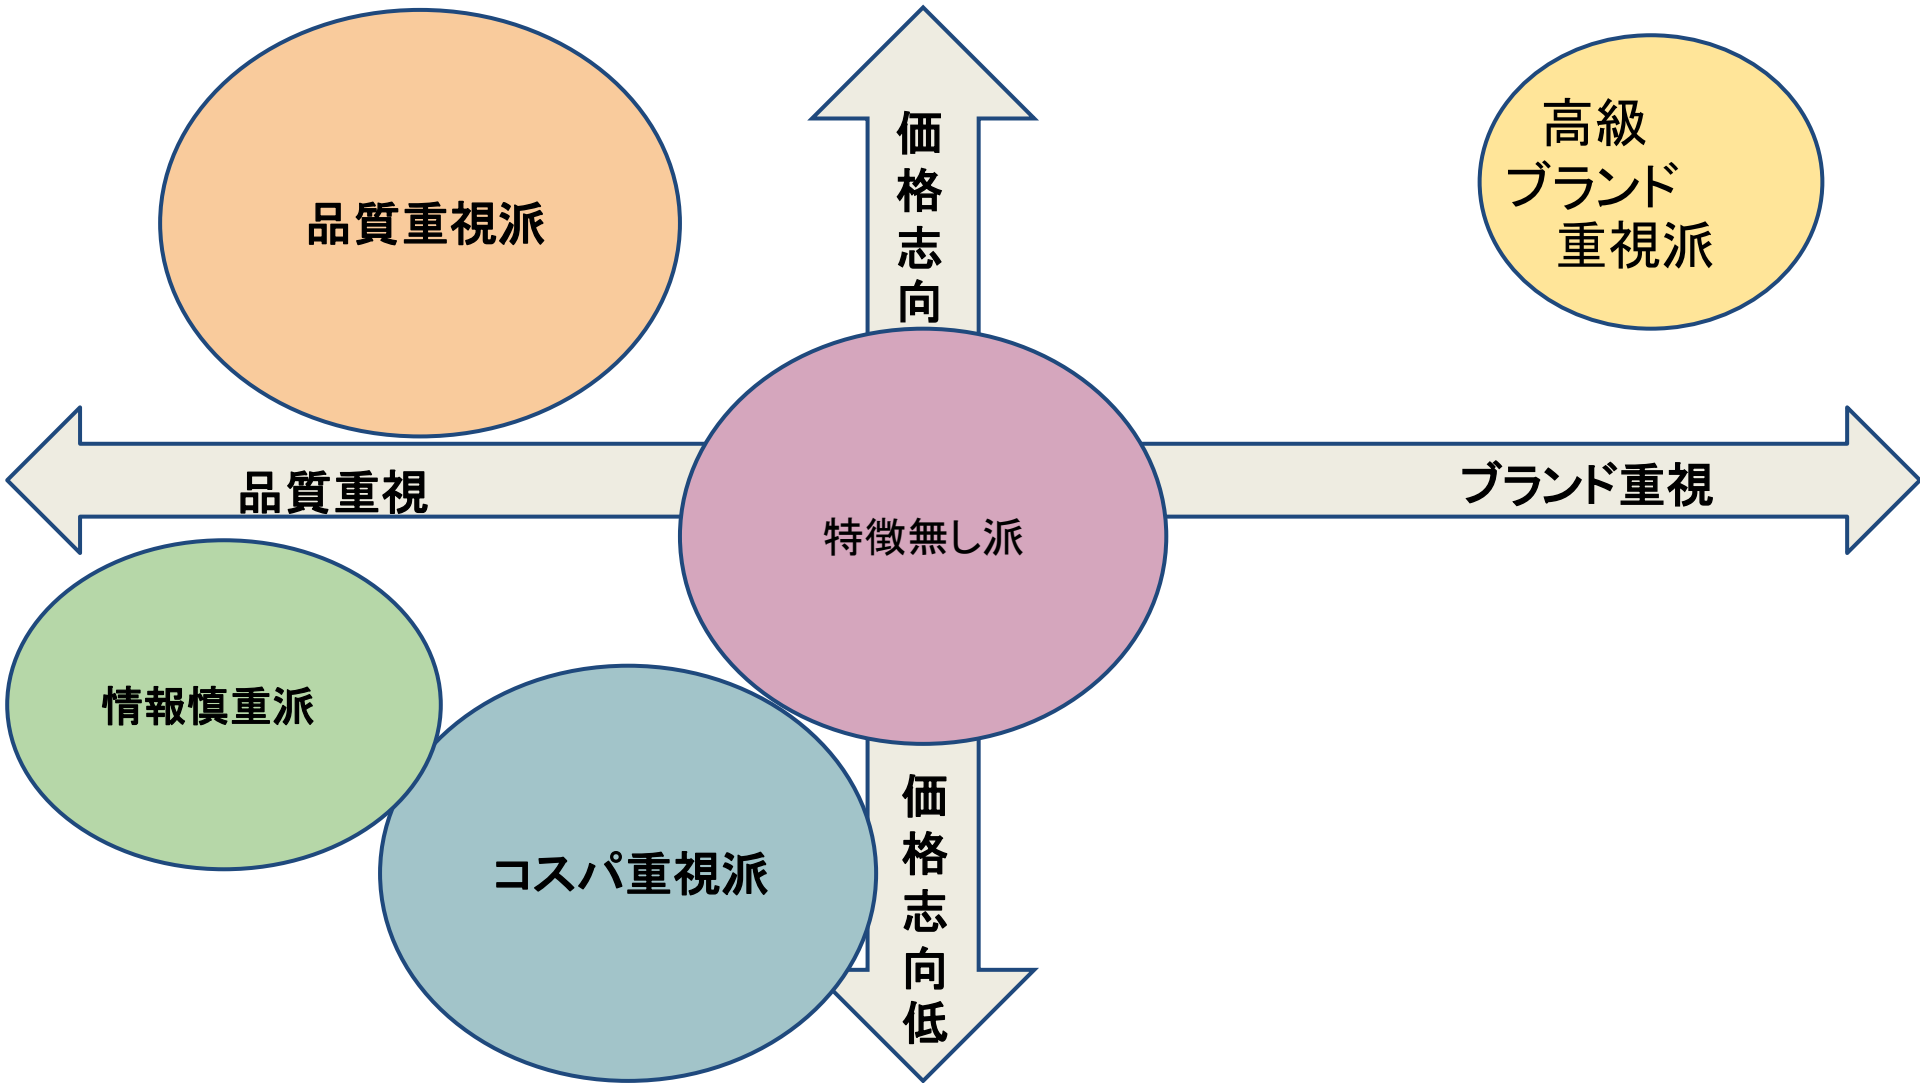 品質重視派
価格志向
高級
ブランド
重視派
品質重視
ブランド重視
特徴無し派
情報慎重派
コスパ重視派
価格志向低